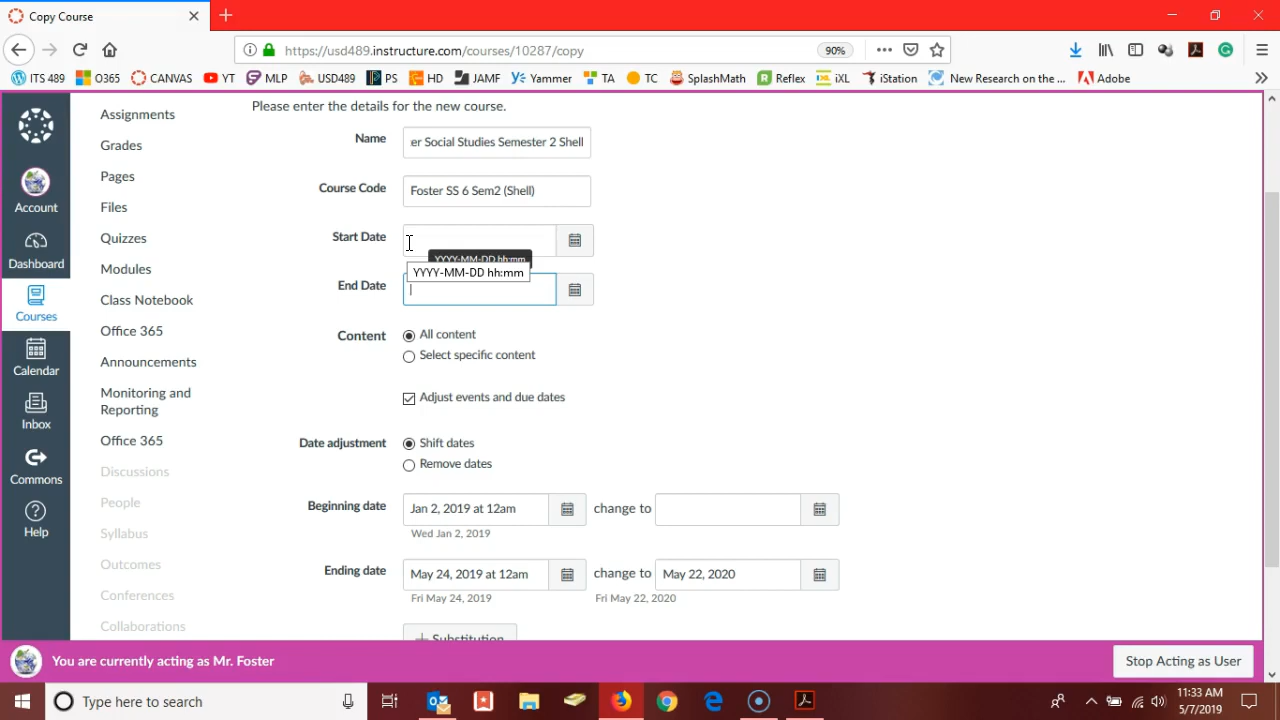 Copy Course
https://usd489.instructure.com/courses/10287/copy
90%
ITS 489 O365 CANVAS YT MLP USD489 PS HD JAMF Yammer TA TC SplashMath Reflex iXL iStation New Research on the ... Adobe
Account
Dashboard
Courses
Calendar
Inbox
Commons
Help
Assignments
Grades
Pages
Files
Quizzes
Modules
Class Notebook
Office 365
Announcements
Monitoring and
Reporting
Office 365
Discussions
People
Syllabus
Outcomes
Conferences
Collaborations
Please enter the details for the new course.
Name er Social Studies Semester 2 Shell
Course Code Foster SS 6 Sem2 (Shell)
Start Date
YYYY-MM-DD hh:mm
YYYY-MM-DD hh:mm
End Date
Content All content
Select specific content
Adjust events and due dates
Date adjustment Shift dates
Remove dates
Beginning date Jan 2, 2019 at 12am change to
Wed Jan 2, 2019
Ending date May 24, 2019 at 12am change to May 22, 2020
Fri May 24, 2019 Fri May 22, 2020
+ Substitution
You are currently acting as Mr. Foster Stop Acting as User
Type here to search
11:33 AM
5/7/2019